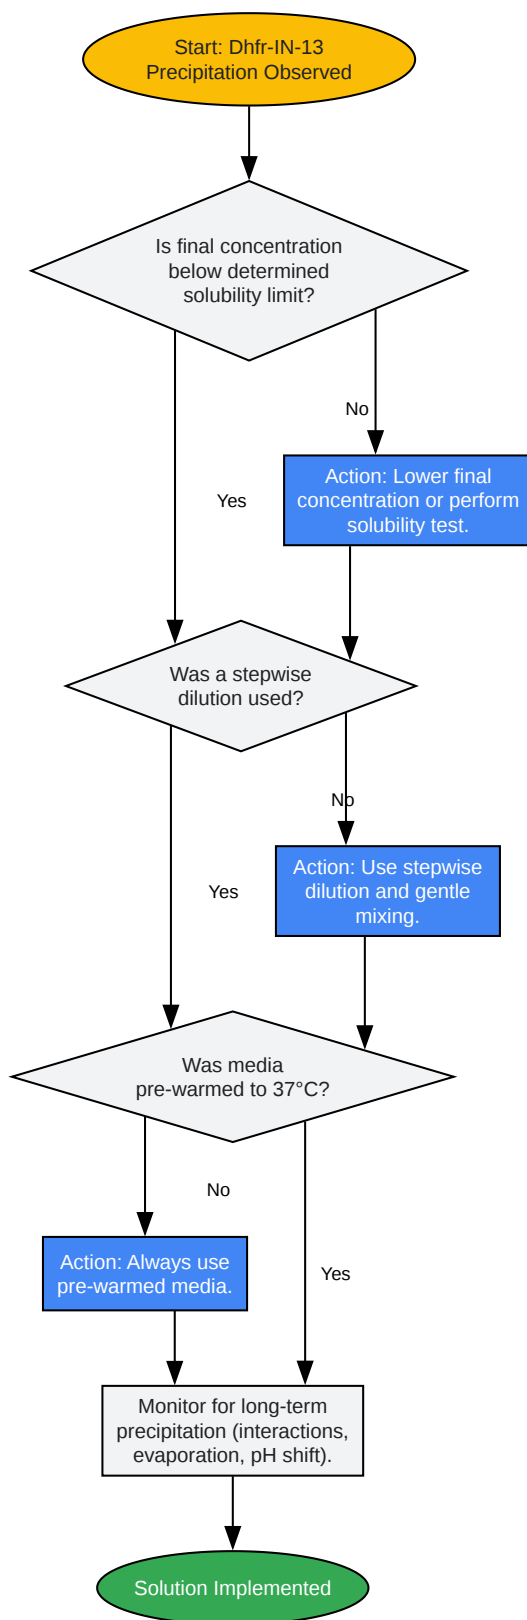 Start: Dhfr-IN-13
Precipitation Observed
Is final concentration
below determined
solubility limit?
No
Action: Lower final
concentration or perform
solubility test.
Yes
Was a stepwise
dilution used?
No
Action: Use stepwise
dilution and gentle
mixing.
Yes
Was media
pre-warmed to 37°C?
No
Action: Always use
pre-warmed media.
Yes
Monitor for long-term
precipitation (interactions,
evaporation, pH shift).
Solution Implemented